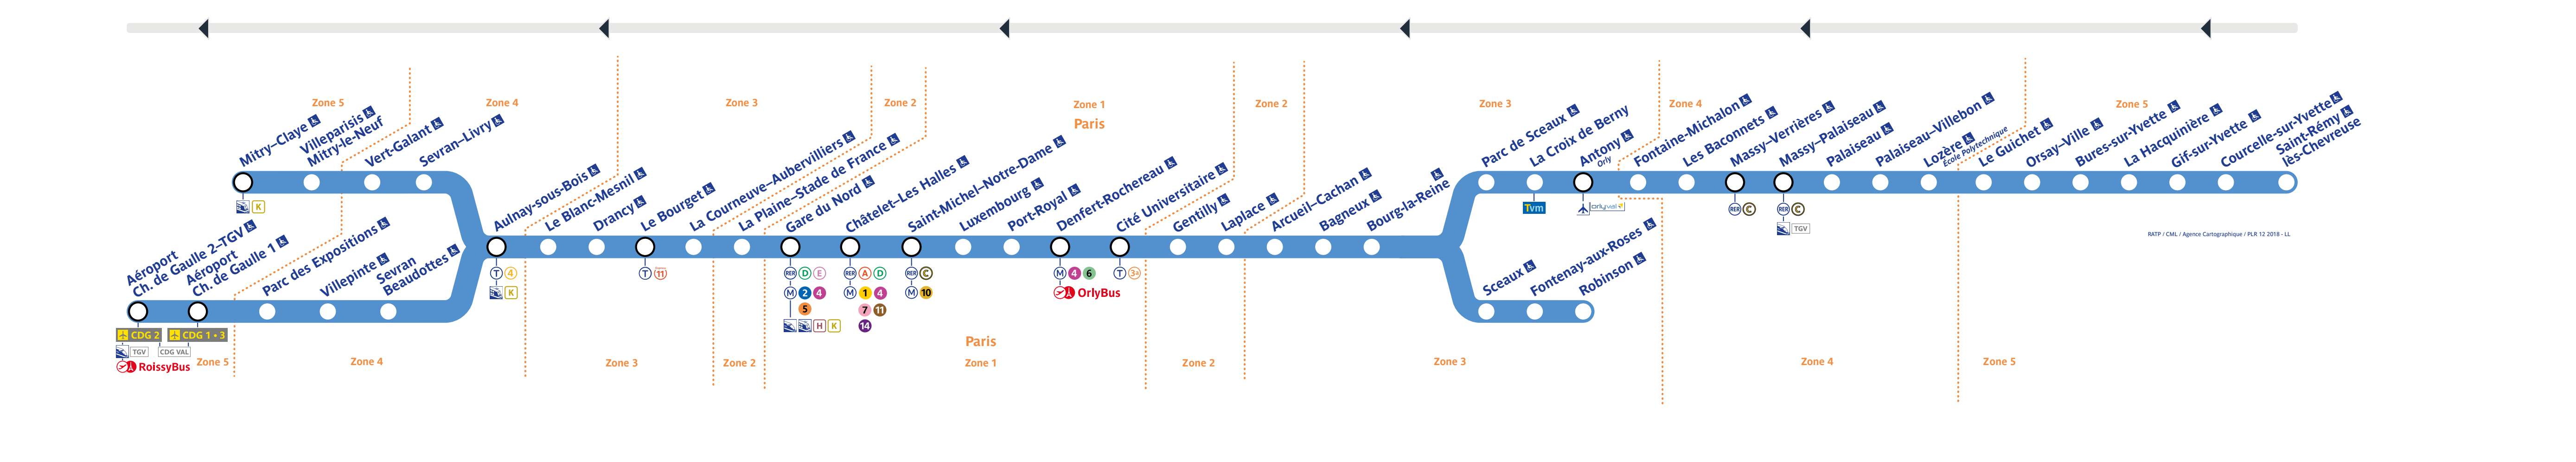 Zone 5
Zone 4
Zone 3
Zone 2
Zone 1
Paris
Zone 2
Zone 3
Zone 4
Zone 5
Mitry–Claye
Villeparisis
Mitry-le-Neuf
Vert-Galant
Sevran–Livry
K
Aéroport
Ch. de Gaulle 2–TGV
Aéroport
Ch. de Gaulle 1
Parc des Expositions
Villepinte
Sevran
Beaudottes
CDG 2
CDG 1 • 3
TGV
CDG VAL
RoissyBus
Aulnay-sous-Bois
T 4
K
Le Blanc-Mesnil
Drancy
Le Bourget
T 11
La Courneuve–Aubervilliers
La Plaine–Stade de France
Gare du Nord
RER D E
M 2 4
5
H K
Châtelet–Les Halles
RER A D
M 1 4
7 11
14
Saint-Michel–Notre-Dame
RER C
M 10
Luxembourg
Port-Royal
Denfert-Rochereau
M 4 6
OrlyBus
Cité Universitaire
T 3a
Gentilly
Laplace
Arcueil–Cachan
Bagneux
Bourg-la-Reine
Parc de Sceaux
La Croix de Berny
Tvm
Antony
Orly
orlyval
Fontaine-Michalon
Les Baconnets
Massy–Verrières
RER C
Massy–Palaiseau
RER C
TGV
Palaiseau
Palaiseau–Villebon
Lozère
École Polytechnique
Le Guichet
Orsay–Ville
Bures-sur-Yvette
La Hacquinière
Gif-sur-Yvette
Courcelle-sur-Yvette
Saint-Rémy
lès-Chevreuse
Sceaux
Fontenay-aux-Roses
Robinson
RATP / CML / Agence Cartographique / PLR 12 2018 - LL
Zone 5
Zone 4
Zone 3
Zone 2
Paris
Zone 1
Zone 2
Zone 3
Zone 4
Zone 5